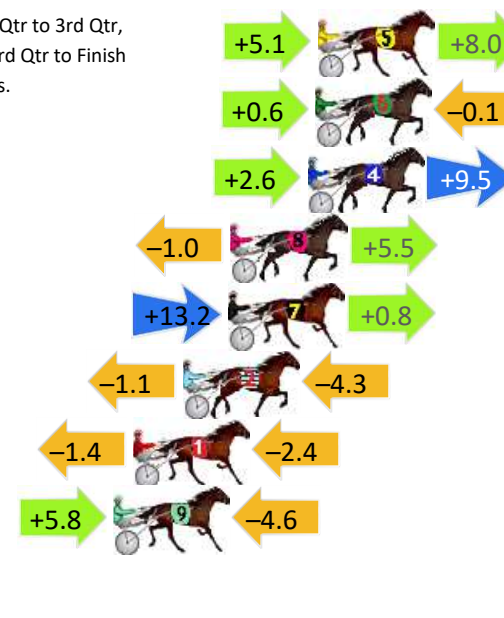 Qtr to 3rd Qtr,
rd Qtr to Finish
s.
+5.1 5 +8.0
+0.6 6 –0.1
+2.6 4 +9.5
–1.0 8 +5.5
+13.2 7 +0.8
–1.1 2 –4.3
–1.4 1 –2.4
+5.8 9 –4.6